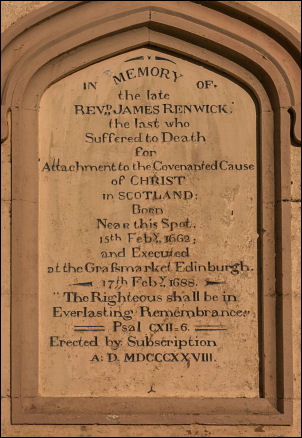 IN MEMORY OF
the late
REVD. JAMES RENWICK,
the last who
Suffered to Death
for
Attachment to the Covenanted Cause
of CHRIST
in SCOTLAND:
Born
Near this Spot.
15th Feby. 1662;
and Executed
at the Graſsmarket Edinburgh.
17th Feby. 1688.
"The Righteous shall be in
Everlasting Remembrance"
Psal CXII-6.
Erected by Subscription
A: D. MDCCCXXVIII.